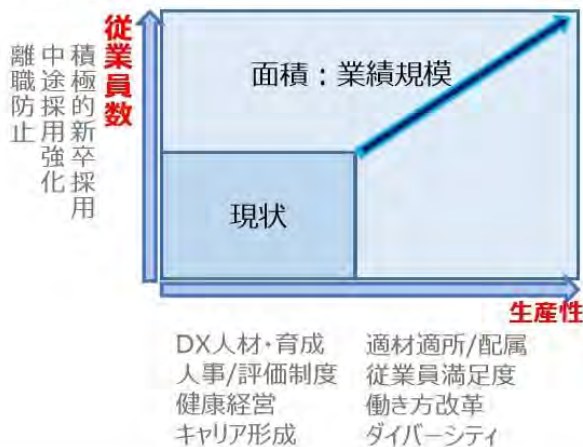 従業員数
積極的新卒採用
中途採用強化
離職防止
面積：業績規模
現状
生産性
DX人材・育成
人事/評価制度
健康経営
キャリア形成
適材適所/配属
従業員満足度
働き方改革
ダイバーシティ